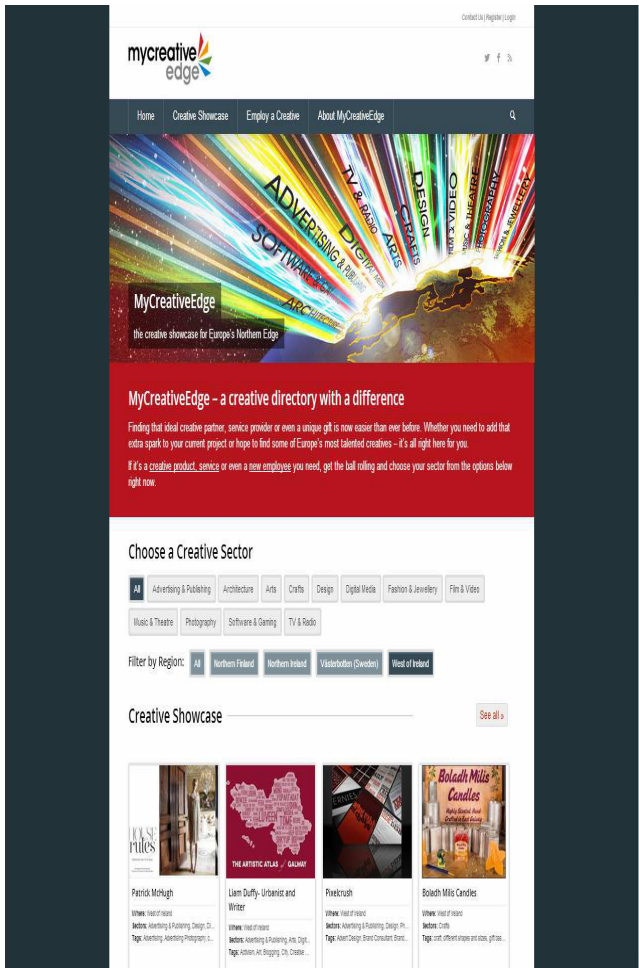 Contact Us | Register | Login
mycreative
edge
Home Creative Showcase Employ a Creative About MyCreativeEdge
ARCHITECTURE
SOFTWARE &
ADVERTISING & PUBLISHING
DIGITAL MEDIA
TV & RADIO
ARTS
CRAFTS
DESIGN
FILM & VIDEO
MUSIC & THEATRE
PHOTOGRAPHY
FASHION & JEWELLERY
MyCreativeEdge
the creative showcase for Europe's Northern Edge
MyCreativeEdge – a creative directory with a difference
Finding that ideal creative partner, service provider or even a unique gift is now easier than ever before. Whether you need to add that
extra spark to your current project or hope to find some of Europe's most talented creatives – it's all right here for you.
If it's a creative product, service or even a new employee you need, get the ball rolling and choose your sector from the options below
right now.
Choose a Creative Sector
All Advertising & Publishing Architecture Arts Crafts Design Digital Media Fashion & Jewellery Film & Video
Music & Theatre Photography Software & Gaming TV & Radio
Filter by Region: All Northern Finland Northern Ireland Västerbotten (Sweden) West of Ireland
Creative Showcase See all »
HOUSE
rules
LAVEEN
TIME
THE ARTISTIC ATLAS of GALWAY
Boladh Milis
Candles
Highly Scented, Hand
Crafted in East Galway
Patrick McHugh
Where: West of Ireland
Sectors: Advertising & Publishing, Design, Di...
Tags: Advertising, Advertising Photography, c...
Liam Duffy- Urbanist and
Writer
Where: West of Ireland
Sectors: Advertising & Publishing, Arts, Digit...
Tags: Activism, Art, Blogging, City, Creative ...
Pixelcrush
Where: West of Ireland
Sectors: Advertising & Publishing, Design, Ph...
Tags: Advert Design, Brand Consultant, Brand...
Boladh Milis Candles
Where: West of Ireland
Sectors: Crafts
Tags: craft, different shapes and sizes, gift ose...